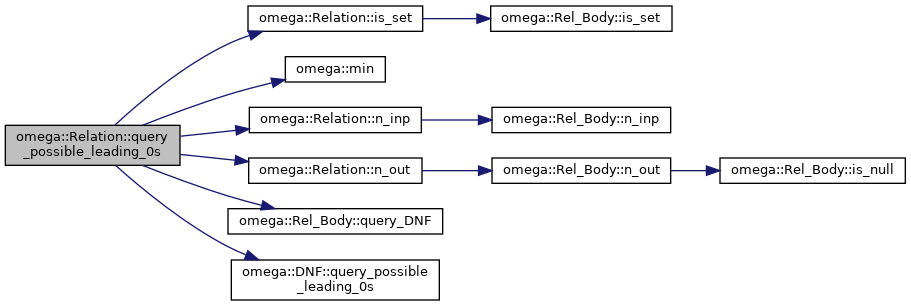 omega::Relation::query
_possible_leading_0s
omega::Relation::is_set
omega::Rel_Body::is_set
omega::min
omega::Relation::n_inp
omega::Rel_Body::n_inp
omega::Relation::n_out
omega::Rel_Body::n_out
omega::Rel_Body::is_null
omega::Rel_Body::query_DNF
omega::DNF::query_possible
_leading_0s